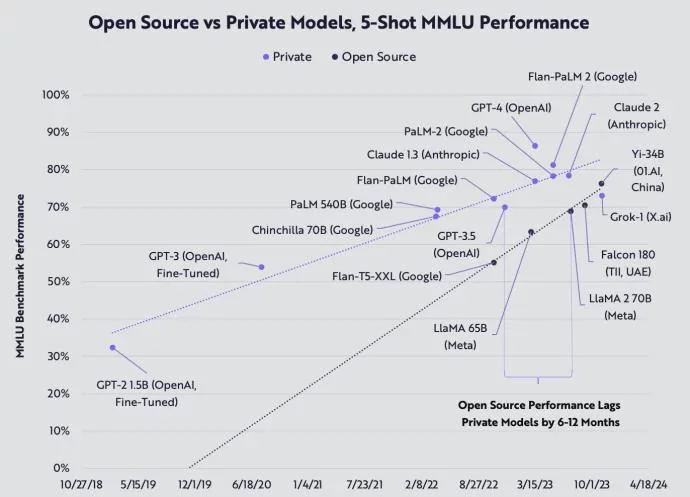 Open Source vs Private Models, 5-Shot MMLU Performance
Private
Open Source
Flan-PaLM 2 (Google)
100%
GPT-4 (OpenAI)
Claude 2
(Anthropic)
90%
PaLM-2 (Google)
Claude 1.3 (Anthropic)
Yi-34B
(01.AI,
China)
80%
Flan-PaLM (Google)
70%
PaLM 540B (Google)
Grok-1 (X.ai)
Chinchilla 70B (Google)
60%
GPT-3.5
(OpenAI)
GPT-3 (OpenAI,
Fine-Tuned)
Falcon 180
(TII, UAE)
50%
Flan-T5-XXL (Google)
LLaMA 2 70B
(Meta)
40%
LLaMA 65B
(Meta)
30%
GPT-2 1.5B (OpenAI,
Fine-Tuned)
20%
Open Source Performance Lags
Private Models by 6-12 Months
10%
0%
MMLU Benchmark Performance
10/27/18
5/15/19
12/1/19
6/18/20
1/4/21
7/23/21
2/8/22
8/27/22
3/15/23
10/1/23
4/18/24